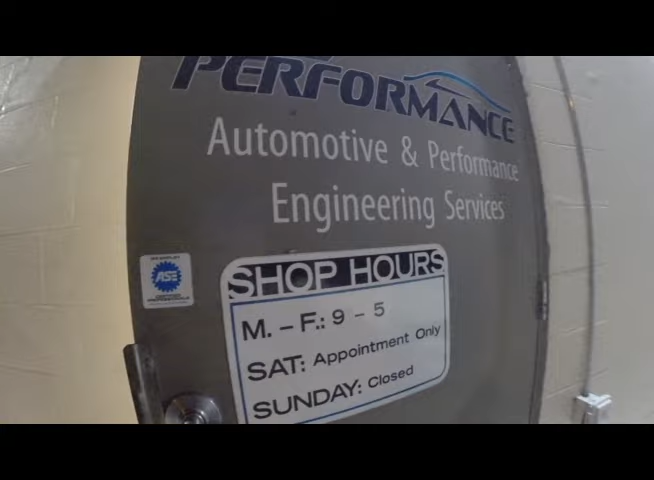 PERFORMANCE
Automotive & Performance
Engineering Services
ASE
SHOP HOURS
M. – F.: 9 – 5
SAT: Appointment Only
SUNDAY: Closed